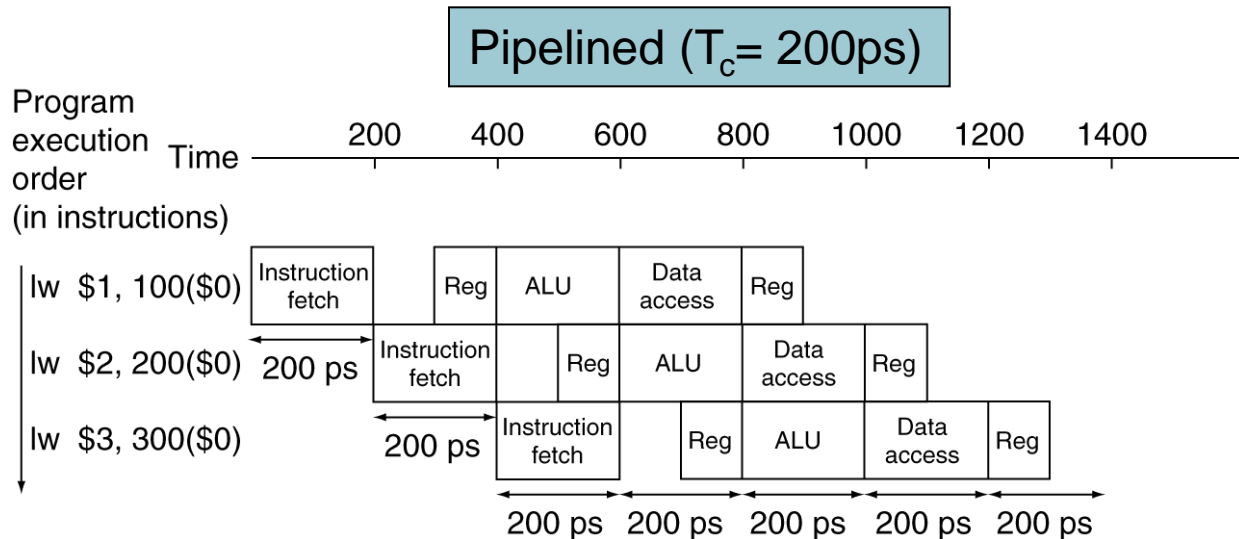 Pipelined (Tc= 200ps)
Program
execution
order
(in instructions)
Time
200 400 600 800 1000 1200 1400
lw $1, 100($0)
Instruction
fetch
Reg
ALU
Data
access
Reg
200 ps
lw $2, 200($0)
Instruction
fetch
Reg
ALU
Data
access
Reg
200 ps
lw $3, 300($0)
Instruction
fetch
Reg
ALU
Data
access
Reg
200 ps 200 ps 200 ps 200 ps 200 ps